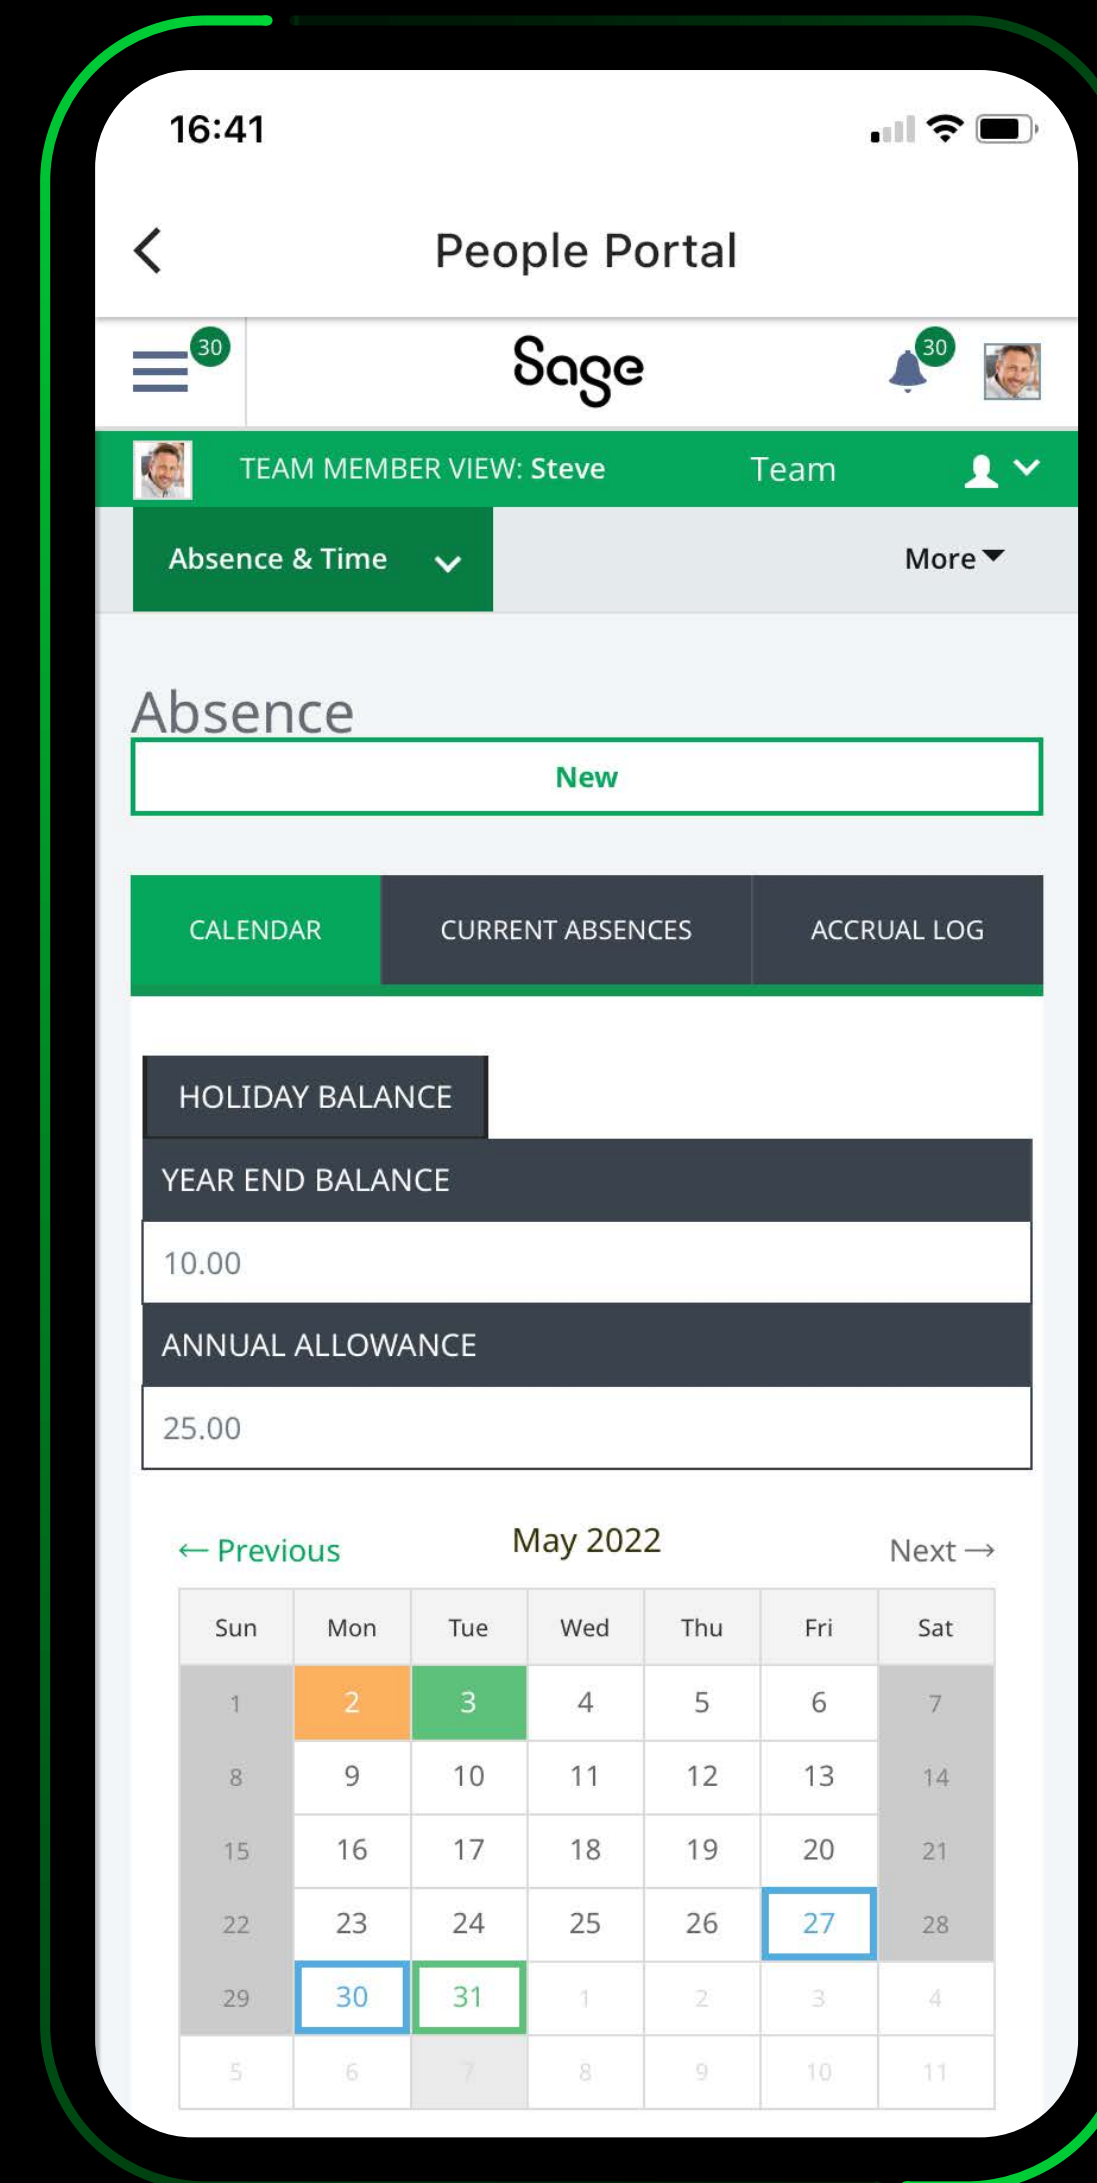 16:41
People Portal
30
Sage
30
TEAM MEMBER VIEW: Steve Team
Absence & Time More
Absence
New
CALENDAR CURRENT ABSENCES ACCRUAL LOG
HOLIDAY BALANCE
YEAR END BALANCE
10.00
ANNUAL ALLOWANCE
25.00
← Previous May 2022 Next →
Sun Mon Tue Wed Thu Fri Sat
1 2 3 4 5 6 7
8 9 10 11 12 13 14
15 16 17 18 19 20 21
22 23 24 25 26 27 28
29 30 31 1 2 3 4
5 6 7 8 9 10 11